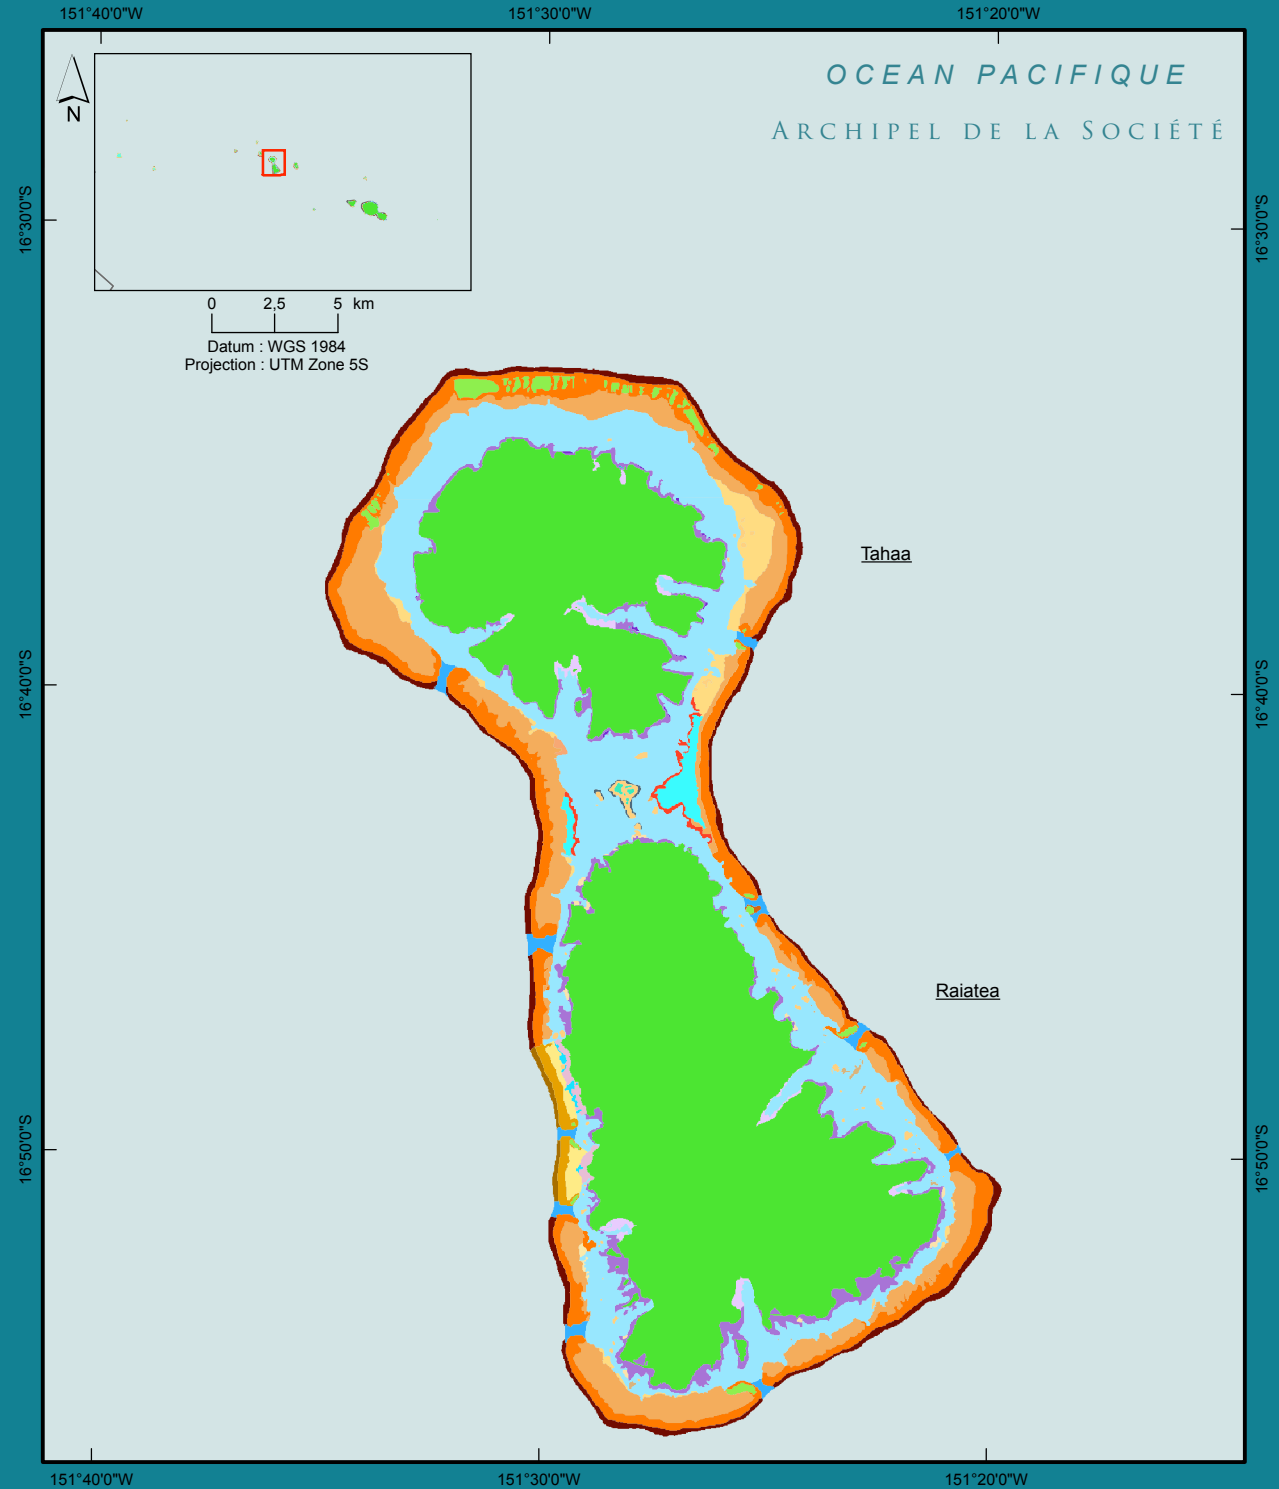 151°40'0"W 151°30'0"W 151°20'0"W
OCEAN PACIFIQUE
ARCHIPEL DE LA SOCIÉTÉ
N
16°30'0"S 16°30'0"S
0 2,5 5 km
Datum : WGS 1984
Projection : UTM Zone 5S
Tahaa
16°40'0"S 16°40'0"S
Raiatea
16°50'0"S 16°50'0"S
151°40'0"W 151°30'0"W 151°20'0"W